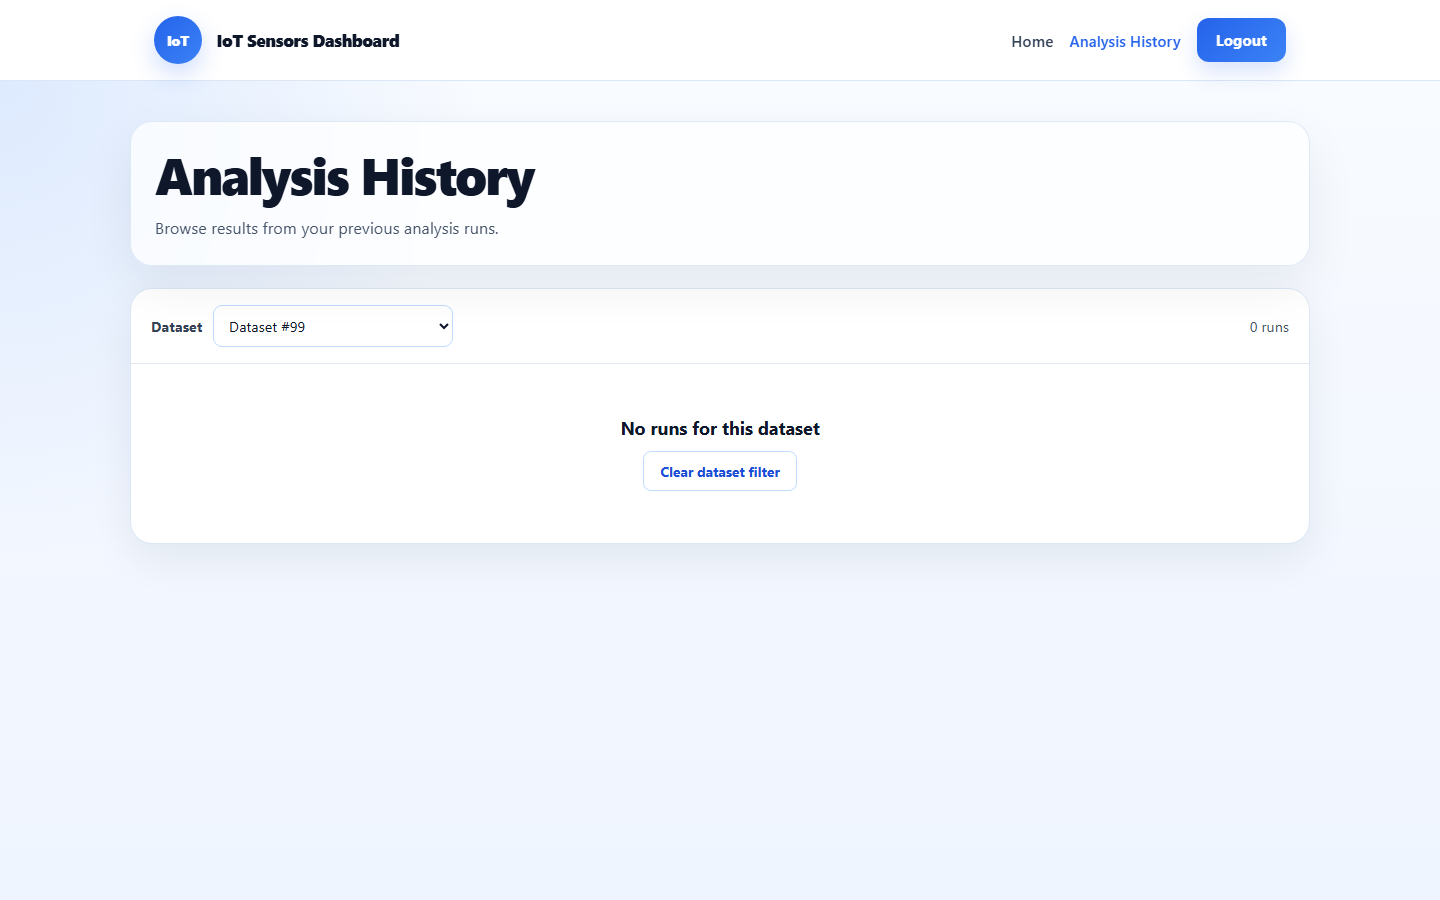 IoT
IoT Sensors Dashboard
Home
Analysis History
Logout
Analysis History
Browse results from your previous analysis runs.
Dataset
Dataset #99
0 runs
No runs for this dataset
Clear dataset filter